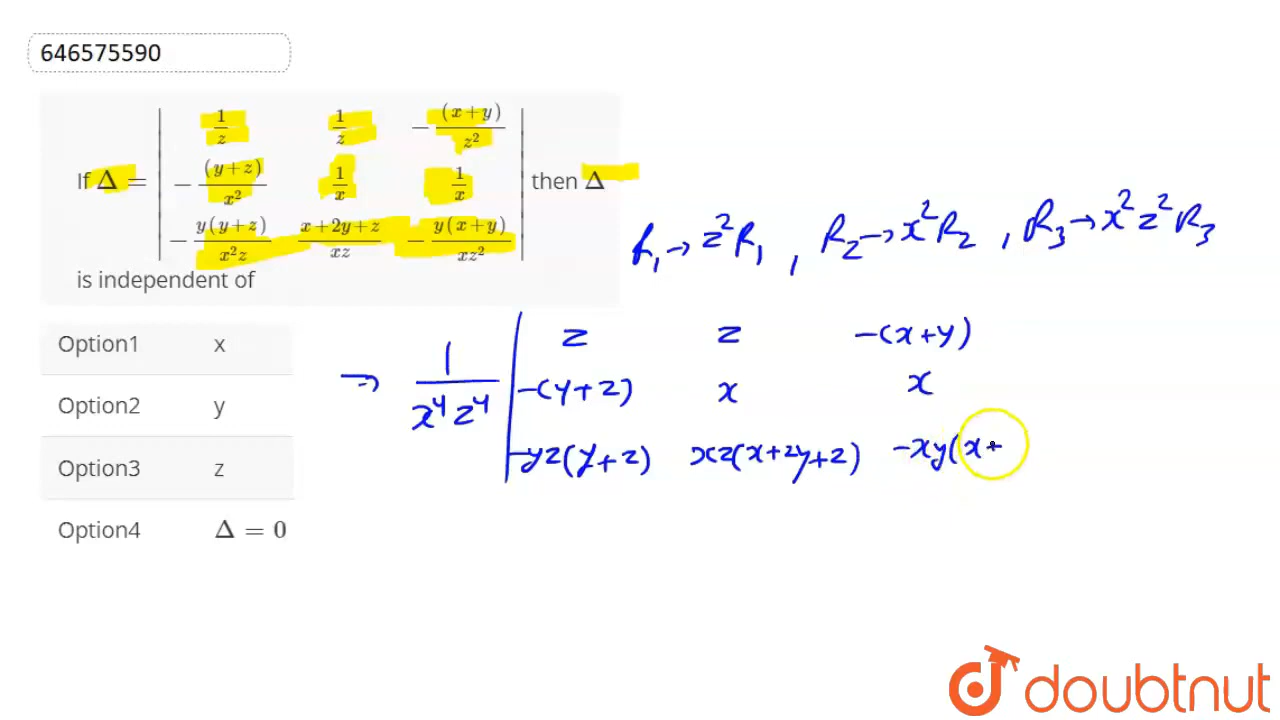 646575590
If Δ = | 1/z 1/z -(x+y)/z² |
| -(y+z)/x² 1/x 1/x | then Δ
| -y(y+z)/x²z x+2y+z/xz -y(x+y)/xz² |
is independent of
R₁→z²R₁, R₂→x²R₂, R₃→x²z²R₃
Option1 x
Option2 y
Option3 z
Option4 Δ = 0
⇒ 1/x⁴z⁴ | z z -(x+y)
-(y+z) x x
-yz(y+z) xz(x+2y+z) -xy(x+
doubtnut